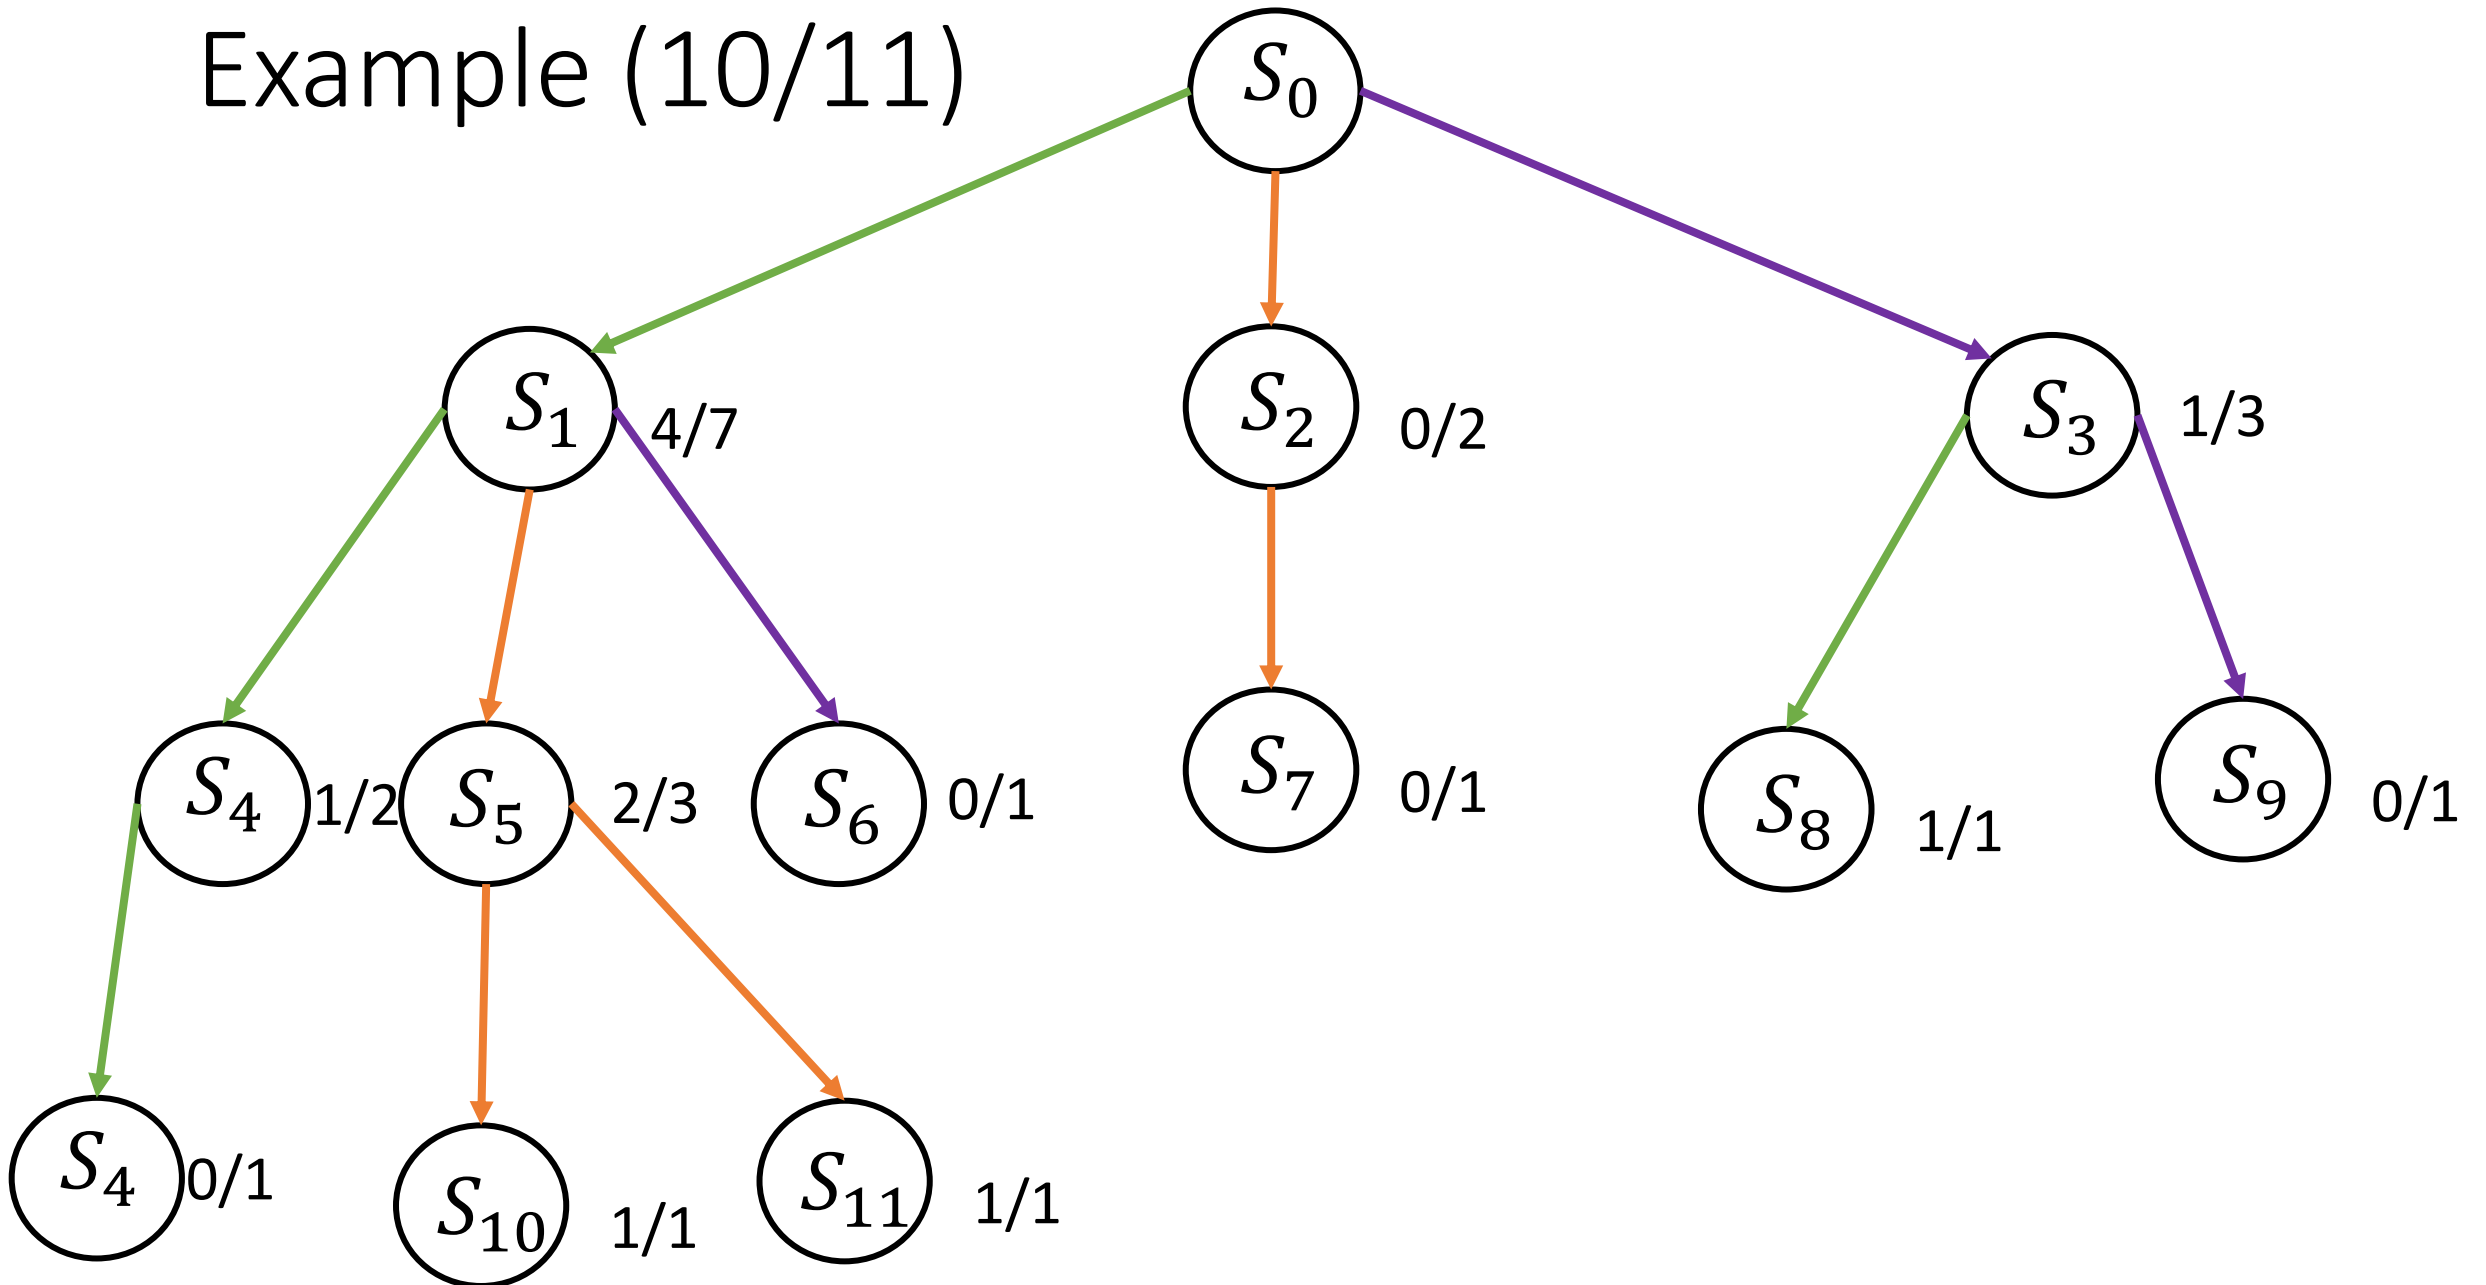 Example (10/11)
S₀
S₁ 4/7
S₂ 0/2
S₃ 1/3
S₄ 1/2
S₅ 2/3
S₆ 0/1
S₇ 0/1
S₈ 1/1
S₉ 0/1
S₄ 0/1
S₁₀ 1/1
S₁₁ 1/1